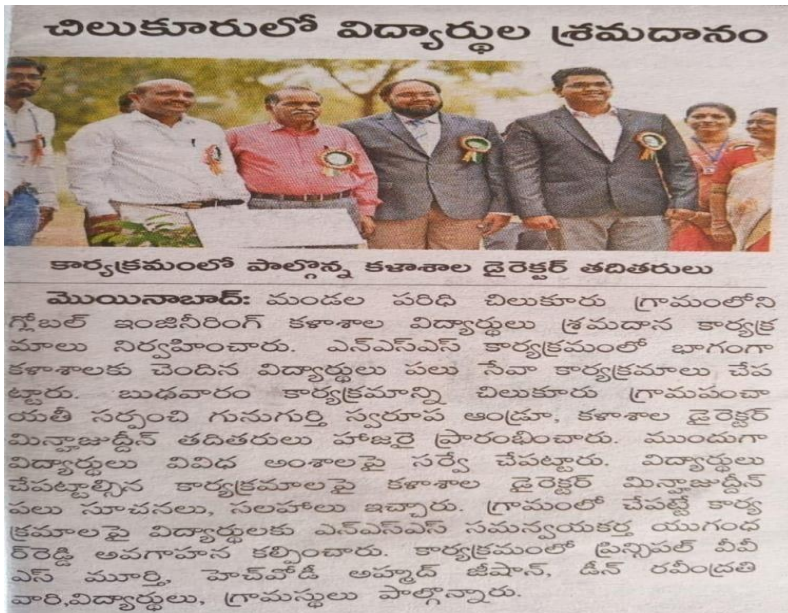 చిలుకూరులో విద్యార్థుల శ్రమదానం
కార్యక్రమంలో పాల్గొన్న కళాశాల డైరెక్టర్ తదితరులు
మొయినాబాద్: మండల పరిధి చిలుకూరు గ్రామంలోని
గ్లోబల్ ఇంజినీరింగ్ కళాశాల విద్యార్థులు శ్రమదాన కార్యక్ర
మాలు నిర్వహించారు. ఎన్ఎస్ఎస్ కార్యక్రమంలో భాగంగా
కళాశాలకు చెందిన విద్యార్థులు పలు సేవా కార్యక్రమాలు చేప
ట్టారు. బుధవారం కార్యక్రమాన్ని చిలుకూరు గ్రామపంచా
యతీ సర్పంచి గునుగుర్తి స్వరూప ఆండ్రూ, కళాశాల డైరెక్టర్
మిన్హాజుద్దీన్ తదితరులు హాజరై ప్రారంభించారు. ముందుగా
విద్యార్థులు వివిధ అంశాలపై సర్వే చేపట్టారు. విద్యార్థులు
చేపట్టాల్సిన కార్యక్రమాలపై కళాశాల డైరెక్టర్ మిన్హాజుద్దీన్
పలు సూచనలు, సలహాలు ఇచ్చారు. గ్రామంలో చేపట్టే కార్య
క్రమాలపై విద్యార్థులకు ఎన్ఎస్ఎస్ సమన్వయకర్త యుగంధ
ర్‌రెడ్డి అవగాహన కల్పించారు. కార్యక్రమంలో ప్రిన్సిపల్ వీవీ
ఎస్ మూర్తి, హెచ్‌వోడీ అహ్మద్ జీషాన్, డీన్ రవీంద్రతి
వారి,విద్యార్థులు, గ్రామస్థులు పాల్గొన్నారు.